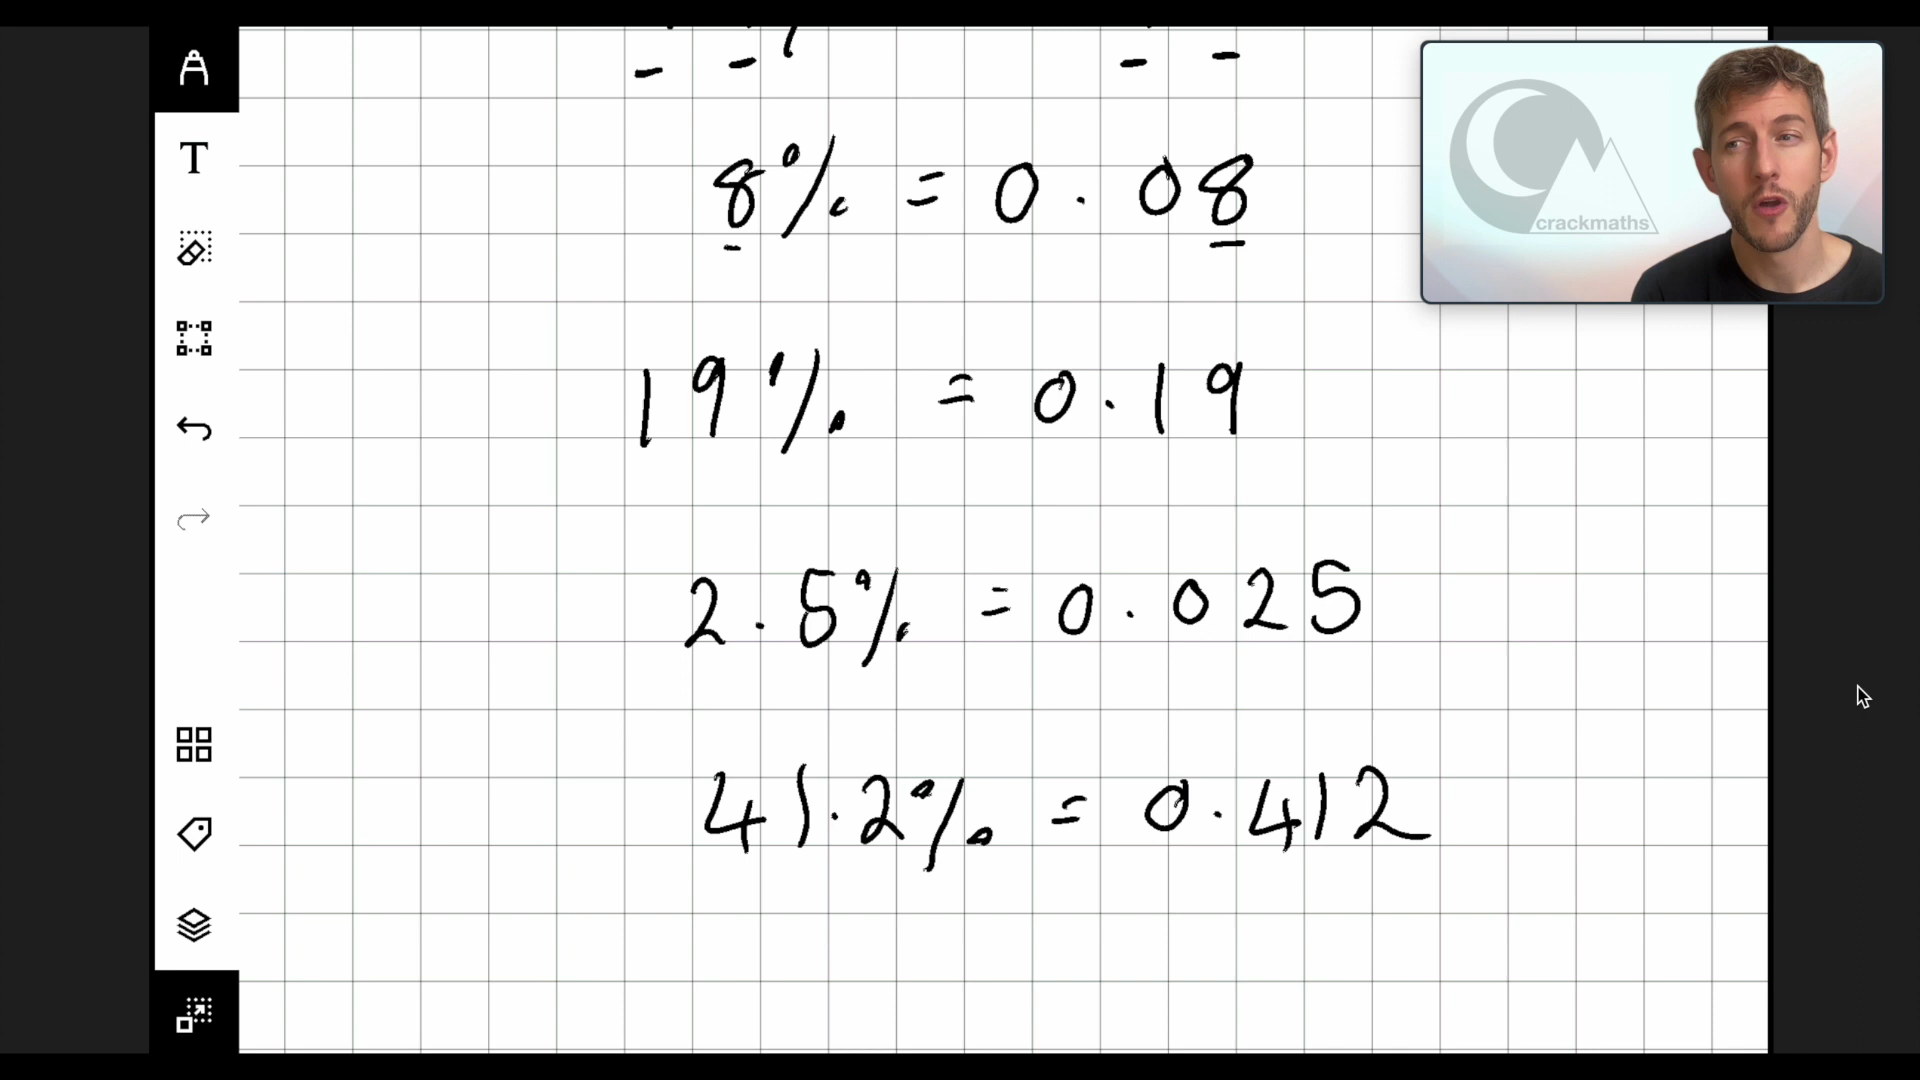 T
8% = 0.08
crackmaths
19% = 0.19
2.5% = 0.025
41.2% = 0.412